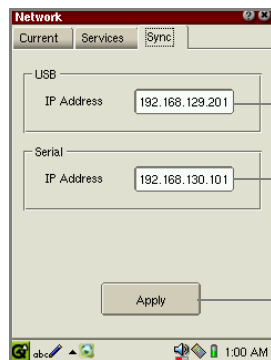 Network
Current Services Sync
USB
IP Address 192.168.129.201
Serial
IP Address 192.168.130.101
Apply
abc 1:00 AM